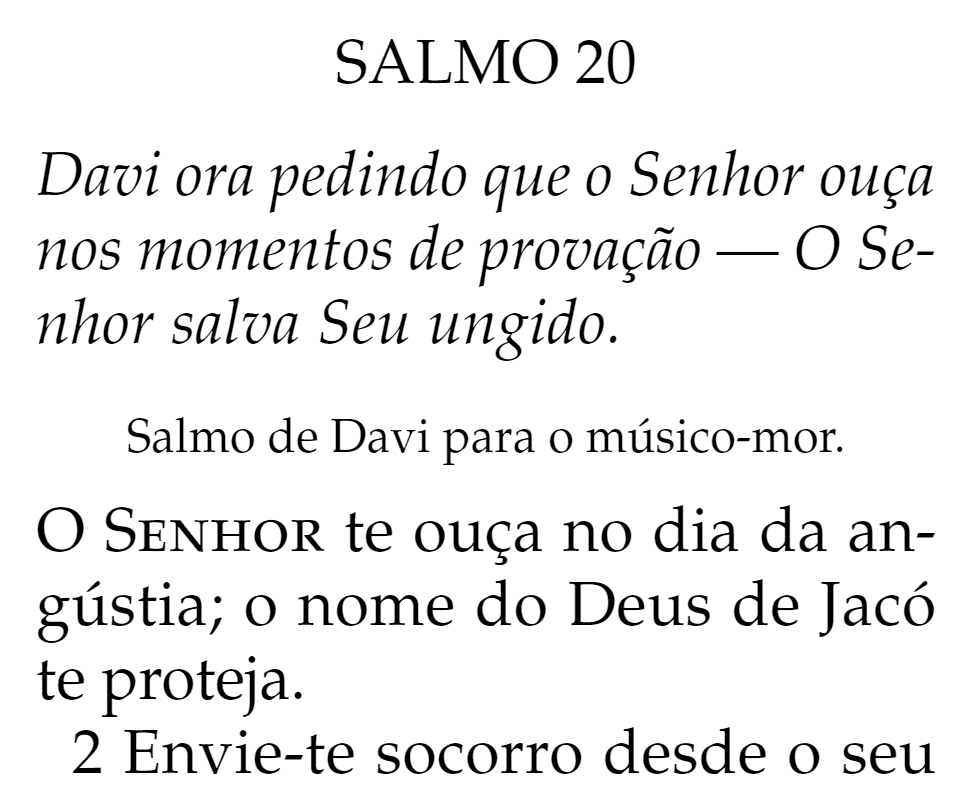 SALMO 20
Davi ora pedindo que o Senhor ouça
nos momentos de provação — O Se-
nhor salva Seu ungido.
Salmo de Davi para o músico-mor.
O SENHOR te ouça no dia da an-
gústia; o nome do Deus de Jacó
te proteja.
2 Envie-te socorro desde o seu